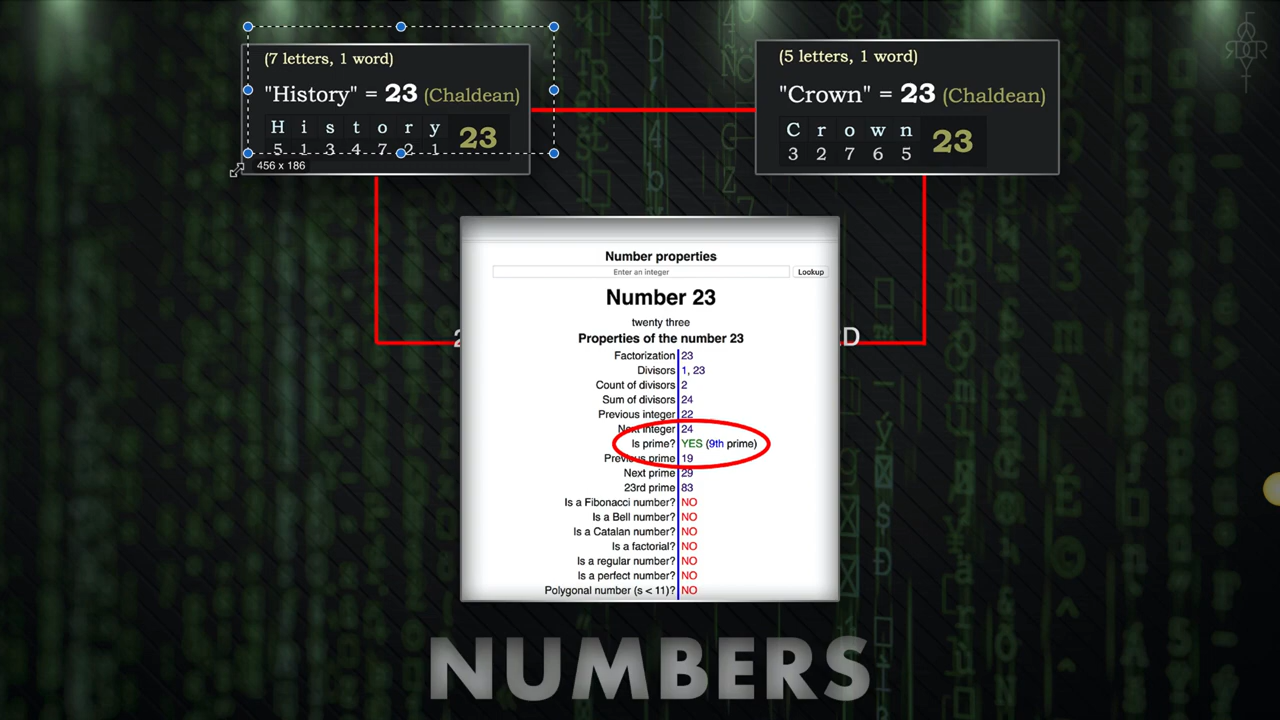 (7 letters, 1 word)
"History" = 23 (Chaldean)
H i s t o r y 23
5 1 3 4 7 2 1
456 x 186
(5 letters, 1 word)
"Crown" = 23 (Chaldean)
C r o w n 23
3 2 7 6 5
Number properties
Enter an integer Lookup
Number 23
twenty three
Properties of the number 23
Factorization 23
Divisors 1, 23
Count of divisors 2
Sum of divisors 24
Previous integer 22
Next integer 24
Is prime? YES (9th prime)
Previous prime 19
Next prime 29
23rd prime 83
Is a Fibonacci number? NO
Is a Bell number? NO
Is a Catalan number? NO
Is a factorial? NO
Is a regular number? NO
Is a perfect number? NO
Polygonal number (s < 11)? NO
NUMBERS